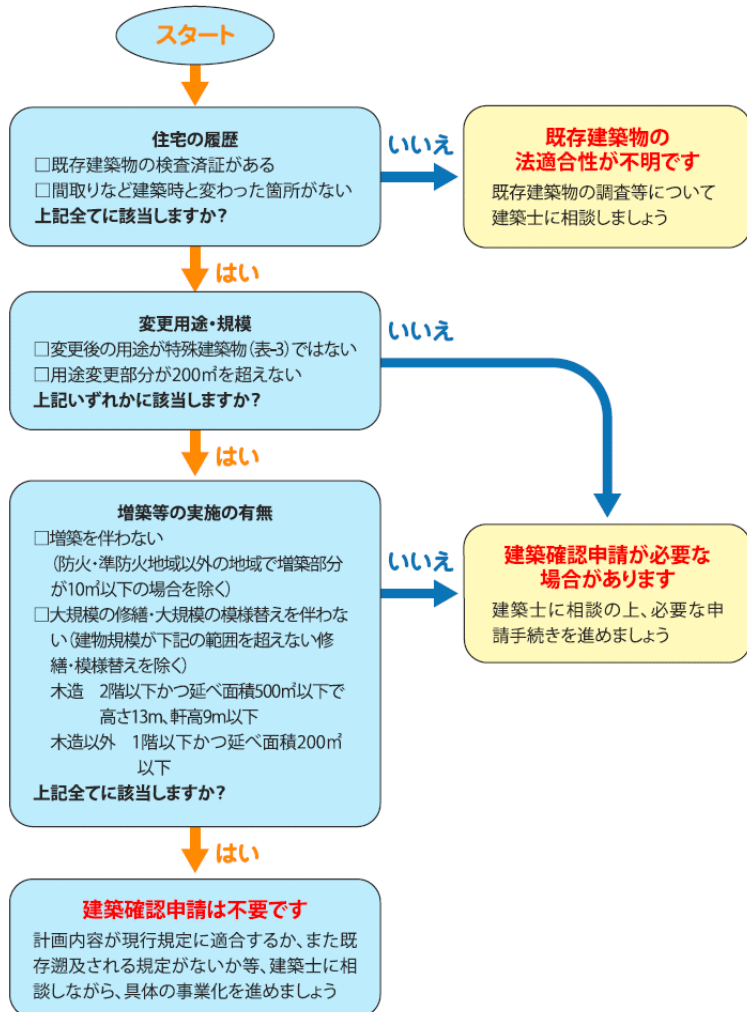 スタート
住宅の履歴
□既存建築物の検査済証がある
□間取りなど建築時と変わった箇所がない
上記全てに該当しますか?
いいえ
既存建築物の
法適合性が不明です
既存建築物の調査等について
建築士に相談しましょう
はい
変更用途・規模
□変更後の用途が特殊建築物(表-3)ではない
□用途変更部分が200㎡を超えない
上記いずれかに該当しますか?
いいえ
はい
増築等の実施の有無
□増築を伴わない
(防火・準防火地域以外の地域で増築部分
が10㎡以下の場合を除く)
□大規模の修繕・大規模の模様替えを伴わな
い(建物規模が下記の範囲を超えない修
繕・模様替えを除く)
木造 2階以下かつ延べ面積500㎡以下で
高さ13m、軒高9m以下
木造以外 1階以下かつ延べ面積200㎡
以下
上記全てに該当しますか?
いいえ
建築確認申請が必要な
場合があります
建築士に相談の上、必要な申
請手続きを進めましょう
はい
建築確認申請は不要です
計画内容が現行規定に適合するか、また既
存遡及される規定がないか等、建築士に相
談しながら、具体の事業化を進めましょう